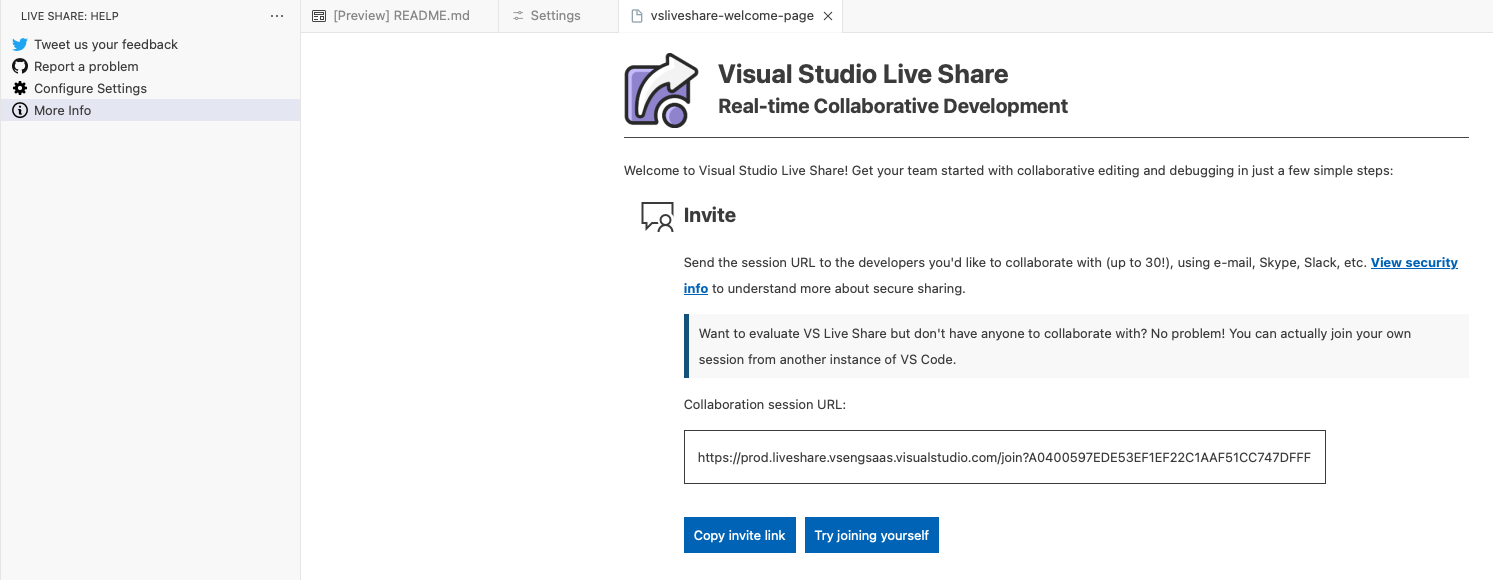 LIVE SHARE: HELP
Tweet us your feedback
Report a problem
Configure Settings
More Info
[Preview] README.md
Settings
vsliveshare-welcome-page
Visual Studio Live Share
Real-time Collaborative Development
Welcome to Visual Studio Live Share! Get your team started with collaborative editing and debugging in just a few simple steps:
Invite
Send the session URL to the developers you'd like to collaborate with (up to 30!), using e-mail, Skype, Slack, etc. View security
info to understand more about secure sharing.
Want to evaluate VS Live Share but don't have anyone to collaborate with? No problem! You can actually join your own
session from another instance of VS Code.
Collaboration session URL:
https://prod.liveshare.vsengsaas.visualstudio.com/join?A0400597EDE53EF1EF22C1AAF51CC747DFFF
Copy invite link
Try joining yourself